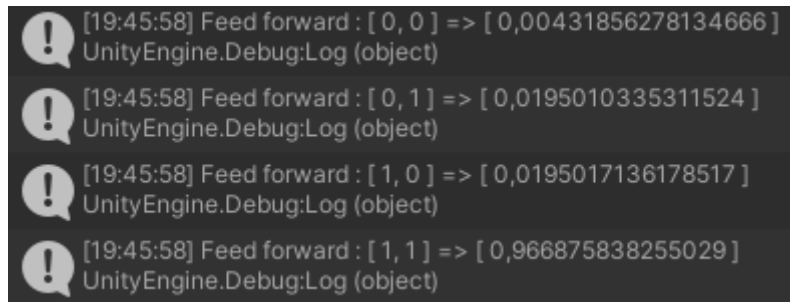 [19:45:58] Feed forward : [ 0, 0 ] => [ 0,00431856278134666 ]
UnityEngine.Debug:Log (object)
[19:45:58] Feed forward : [ 0, 1 ] => [ 0,0195010335311524 ]
UnityEngine.Debug:Log (object)
[19:45:58] Feed forward : [ 1, 0 ] => [ 0,0195017136178517 ]
UnityEngine.Debug:Log (object)
[19:45:58] Feed forward : [ 1, 1 ] => [ 0,966875838255029 ]
UnityEngine.Debug:Log (object)